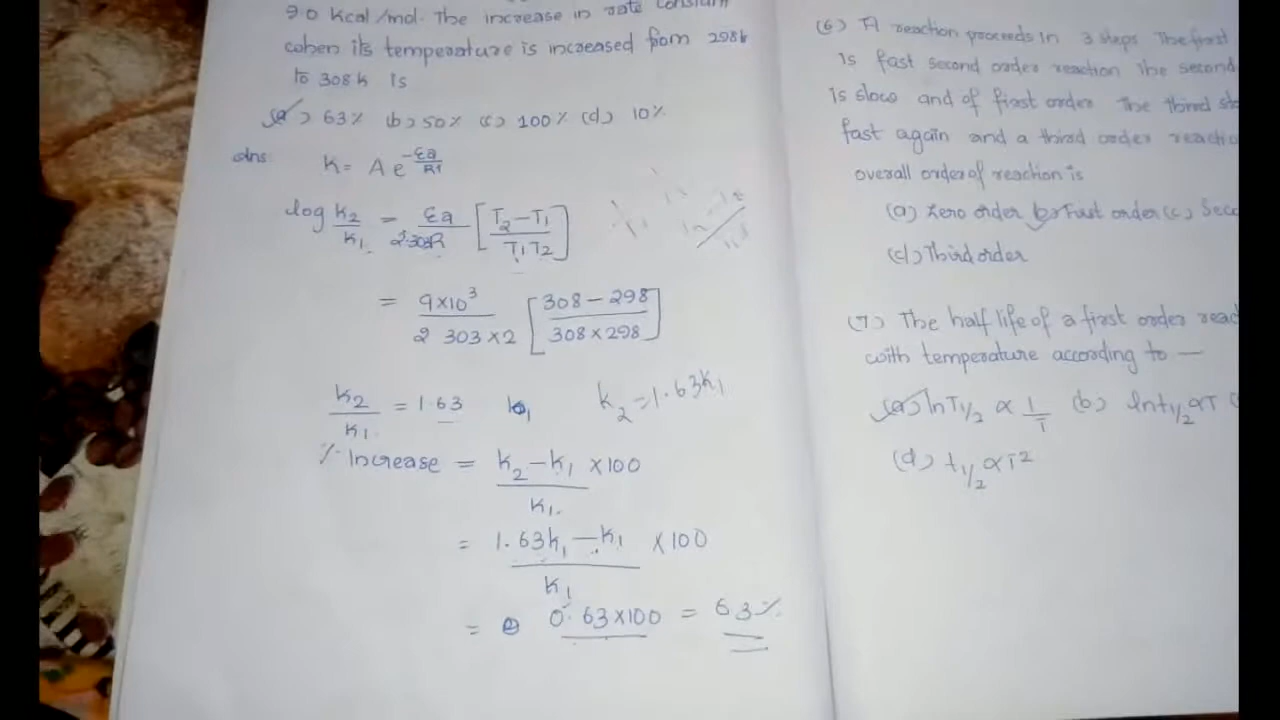 9.0 Kcal/mol. The increase in rate constant
when its temperature is increased from 298k
to 308k is
(a) 63% (b) 50% (c) 100% (d) 10%
Ans: K = A e^(-Ea/RT)
log K2/K1 = Ea/2.303R [T2-T1/T1T2]
= 9×10^3/2 303×2 [308-298/308×298]
K2/K1. = 1.63 k2=1.63k1
% Increase = K2-K1/K1. ×100
= 1.63k1-k1/K1 ×100
= 0.63×100 = 63%
(6) A reaction proceeds in 3 steps The first
is fast second order reaction The second
is slow and of first order The third
fast again and a third order
overall order of reaction is
(a) Zero order (b) First order (c)
(d) Third order
(7) The half life of a first order
with temperature according to —
(a) lnT1/2 ∝ 1/T (b) lnt1/2 ∝T
(d) t1/2 ∝T^2